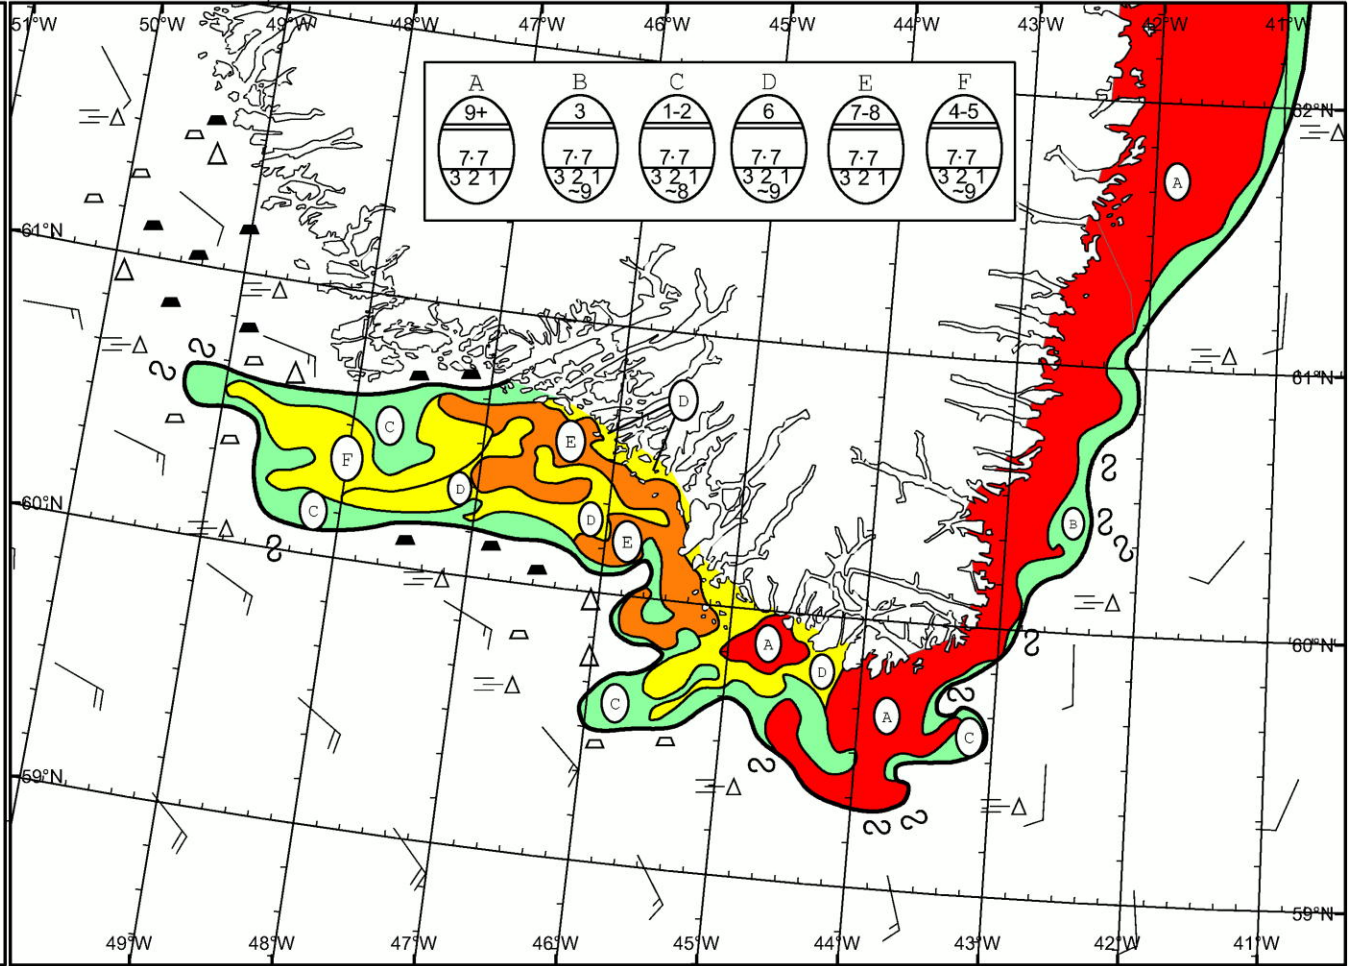 51°W 50°W 49°W 48°W 47°W 46°W 45°W 44°W 43°W 42°W 41°W
A B C D E F
9+ 3 1-2 6 7-8 4-5
7·7 7·7 7·7 7·7 7·7 7·7
3 2 1 3 2 1 3 2 1 3 2 1 3 2 1 3 2 1
~9 ~8 ~9 ~9
62°N
A
61°N
61°N
D
C
E
F
D
60°N
C
D
B
E
60°N
A
D
C
A
C
59°N
59°N
49°W 48°W 47°W 46°W 45°W 44°W 43°W 42°W 41°W